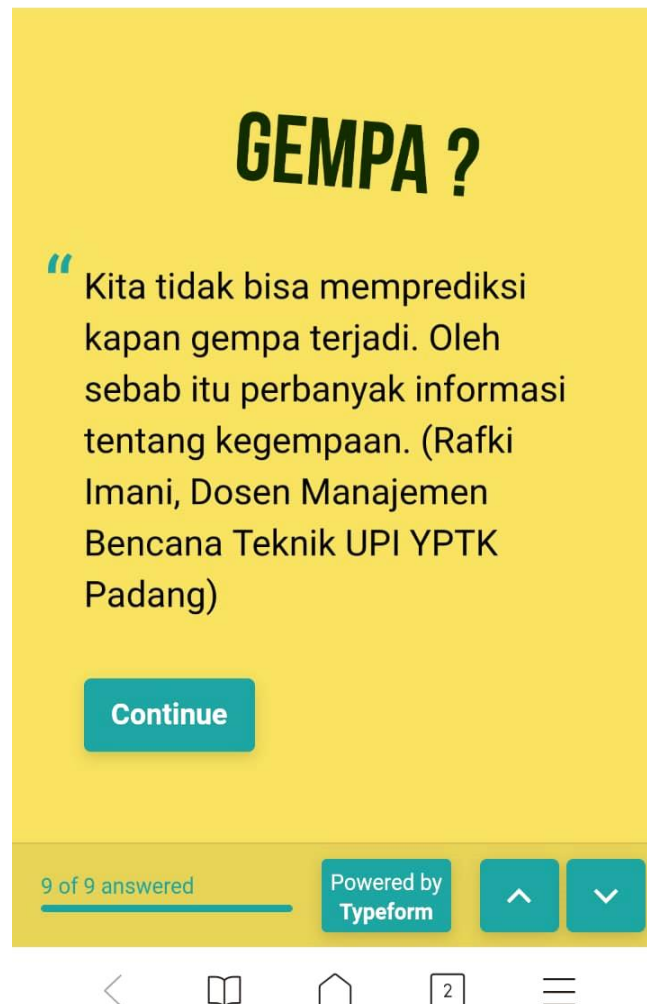 GEMPA ?
“
Kita tidak bisa memprediksi
kapan gempa terjadi. Oleh
sebab itu perbanyak informasi
tentang kegempaan. (Rafki
Imani, Dosen Manajemen
Bencana Teknik UPI YPTK
Padang)
Continue
9 of 9 answered
Powered by
Typeform
2